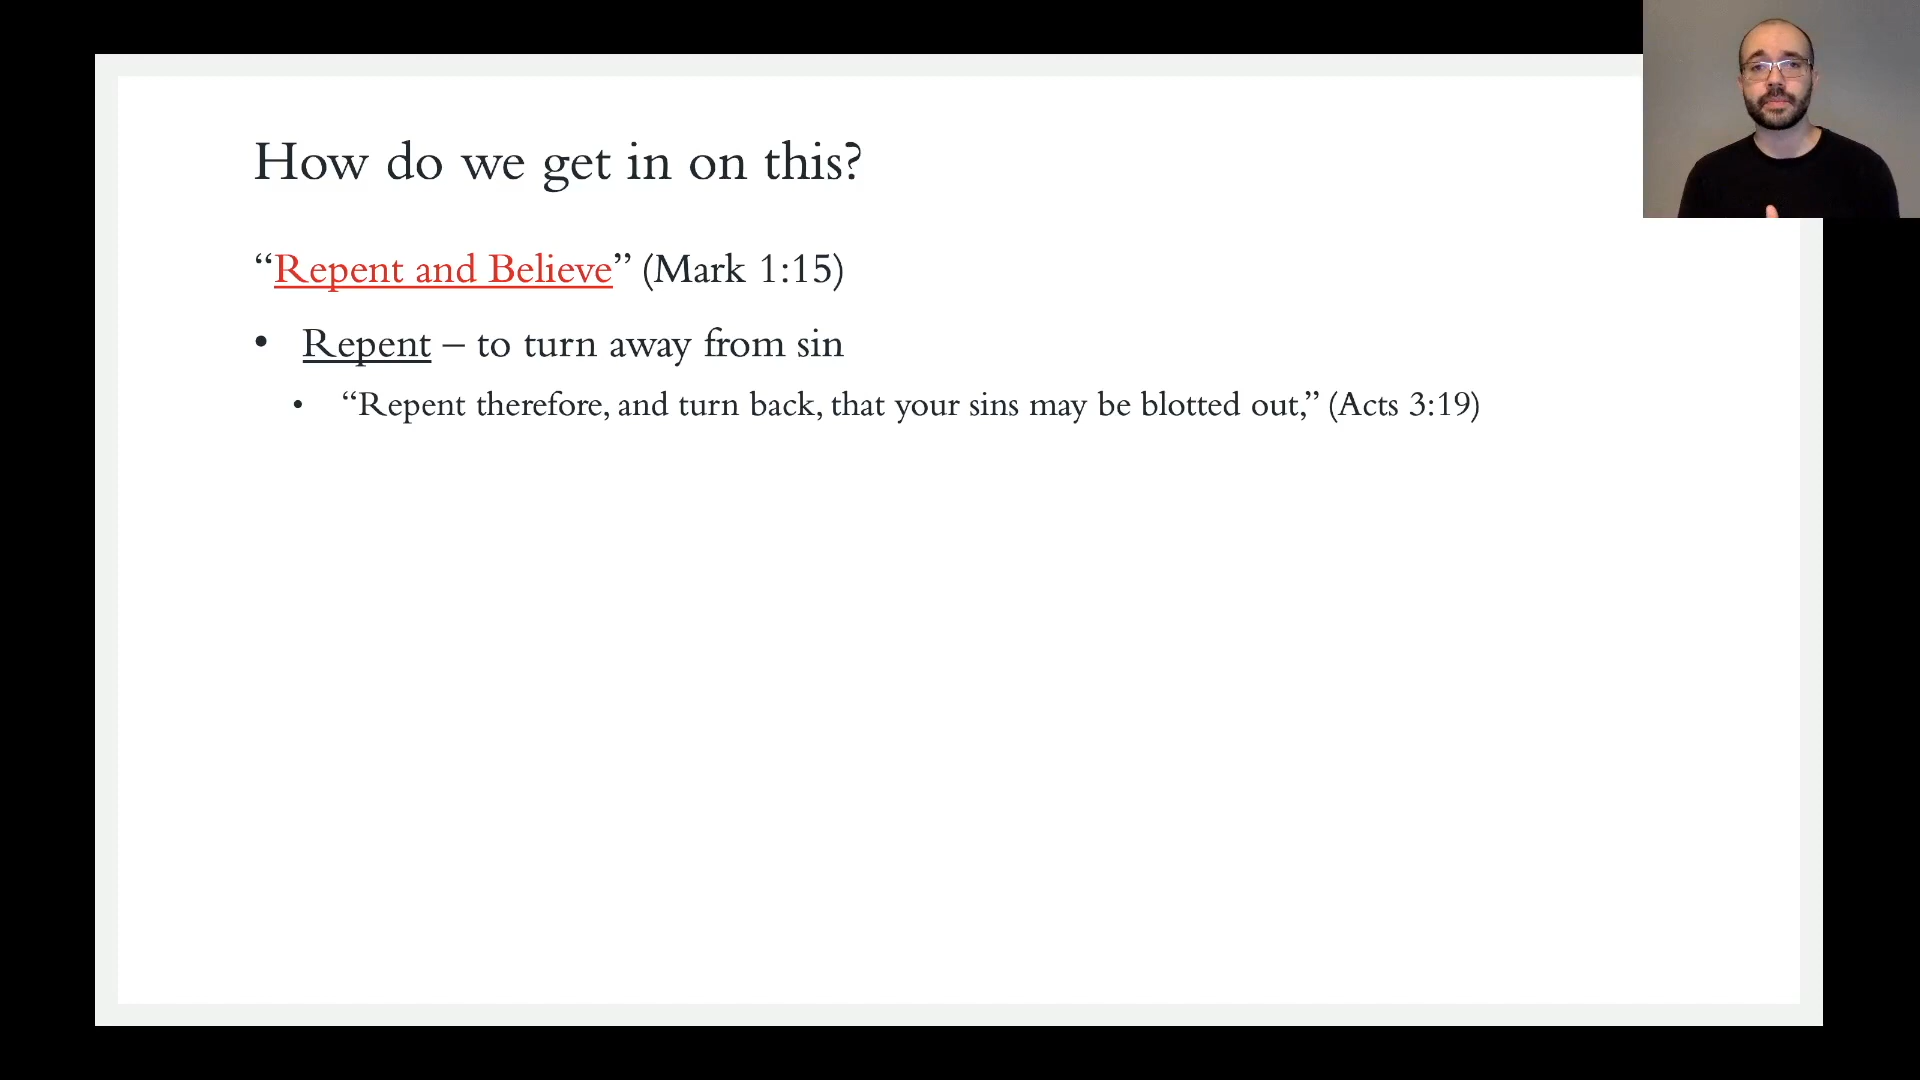 How do we get in on this?
“Repent and Believe” (Mark 1:15)
• Repent – to turn away from sin
• “Repent therefore, and turn back, that your sins may be blotted out,” (Acts 3:19)